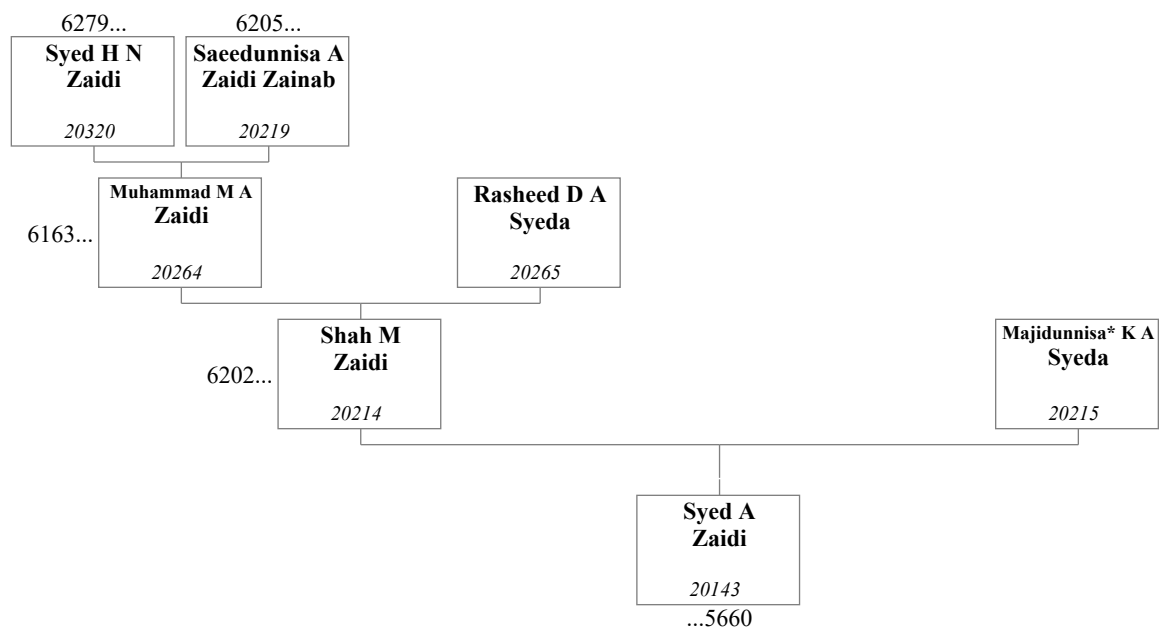 6279...
6205...
Syed H N
Zaidi
20320
Saeedunnisa A
Zaidi Zainab
20219
6163...
Muhammad M A
Zaidi
20264
Rasheed D A
Syeda
20265
6202...
Shah M
Zaidi
20214
Majidunnisa* K A
Syeda
20215
Syed A
Zaidi
20143
...5660